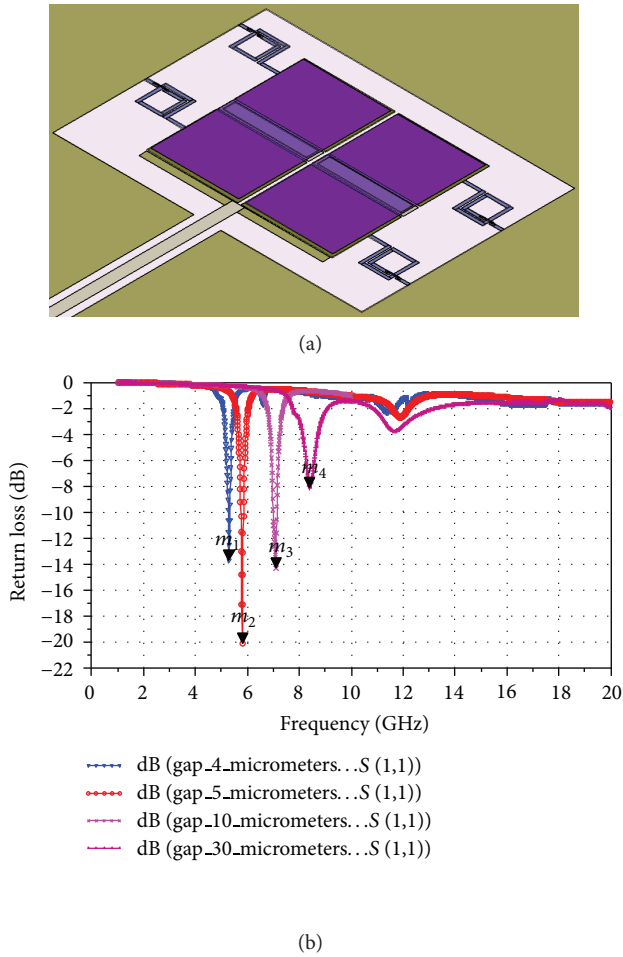 (a)
0
−2
−4
−6
−8
−10
−12
−14
−16
−18
−20
−22
Return loss (dB)
m1
m2
m3
m4
0 2 4 6 8 10 12 14 16 18 20
Frequency (GHz)
dB (gap_4_micrometers...S (1,1))
dB (gap_5_micrometers...S (1,1))
dB (gap_10_micrometers...S (1,1))
dB (gap_30_micrometers...S (1,1))
(b)